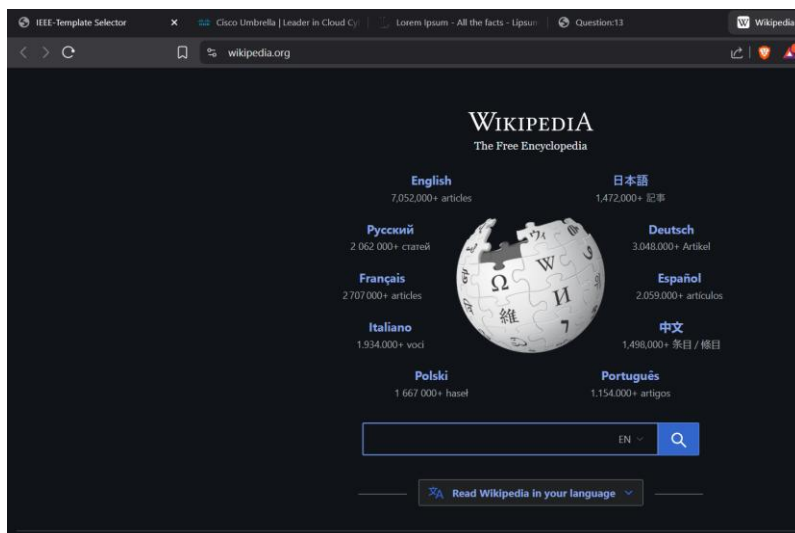 IEEE-Template Selector Cisco Umbrella | Leader in Cloud Cy Lorem Ipsum - All the facts - Lipsum Question:13 Wikipedia
wikipedia.org
WIKIPEDIA
The Free Encyclopedia
English 日本語
7,052,000+ articles 1,472,000+ 記事
Русский Deutsch
2 062 000+ статей 3.048.000+ Artikel
Français Español
2 707 000+ articles 2.059.000+ artículos
Italiano 中文
1.934.000+ voci 1,498,000+ 条目 / 條目
Polski Português
1 667 000+ haseł 1.154.000+ artigos
EN
Read Wikipedia in your language